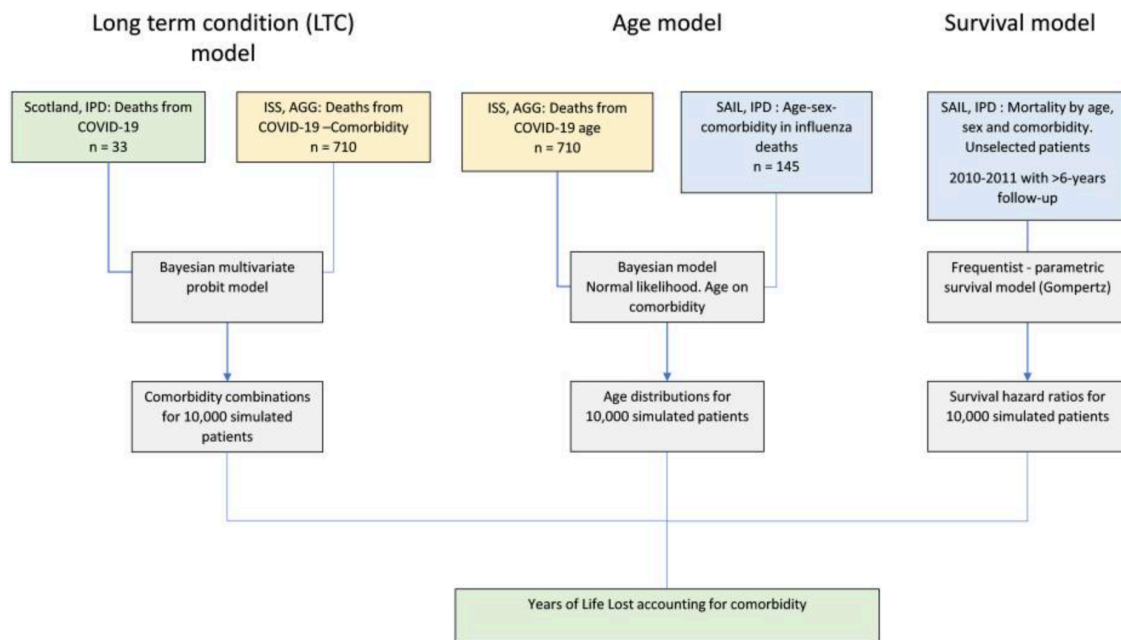 Long term condition (LTC)
model
Age model
Survival model
Scotland, IPD: Deaths from
COVID-19
n = 33
ISS, AGG: Deaths from
COVID-19 –Comorbidity
n = 710
ISS, AGG: Deaths from
COVID-19 age
n = 710
SAIL, IPD : Age-sex-
comorbidity in influenza
deaths
n = 145
SAIL, IPD : Mortality by age,
sex and comorbidity.
Unselected patients
2010-2011 with >6-years
follow-up
Bayesian multivariate
probit model
Bayesian model
Normal likelihood. Age on
comorbidity
Frequentist - parametric
survival model (Gompertz)
Comorbidity combinations
for 10,000 simulated
patients
Age distributions for
10,000 simulated patients
Survival hazard ratios for
10,000 simulated patients
Years of Life Lost accounting for comorbidity